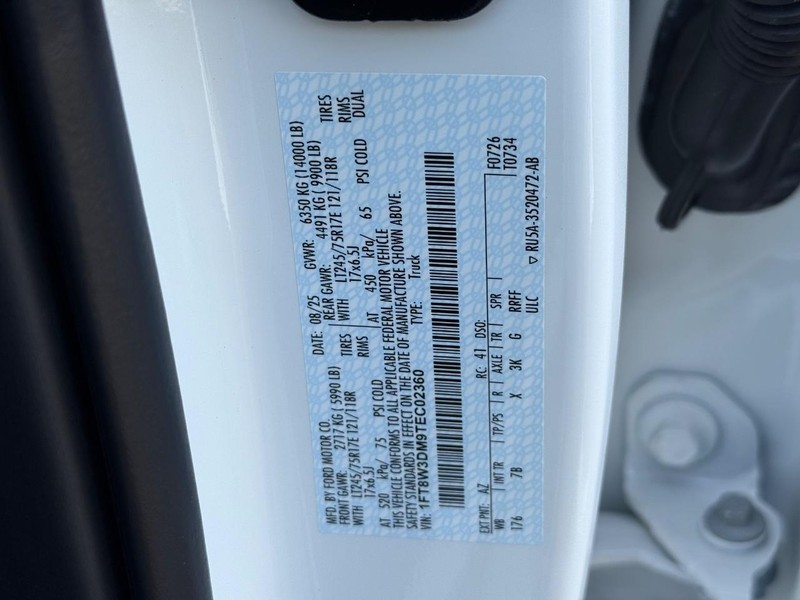 MFD. BY FORD MOTOR CO. DATE: 08/25 GVWR: 6350 KG (14000 LB)
FRONT GAWR: 2717 KG (5990 LB) REAR GAWR: 4491 KG (9900 LB)
WITH LT245/75R17E 121/118R TIRES WITH LT245/75R17E 121/118R TIRES
17x6.5J RIMS 17x6.5J RIMS
AT 520 kPa/ 75 PSI COLD AT 450 kPa/ 65 PSI COLD DUAL
THIS VEHICLE CONFORMS TO ALL APPLICABLE FEDERAL MOTOR VEHICLE
SAFETY STANDARDS IN EFFECT ON THE DATE OF MANUFACTURE SHOWN ABOVE.
VIN: 1FT8W3DM9TEC02360 TYPE: Truck
EXT PNT: AZ RC: 41 DSO: F0726
WB INT TR TP/PS R AXLE TR SPR T0734
176 7B X 3K G RRFF
ULC ▽ RU5A-3520472-AB